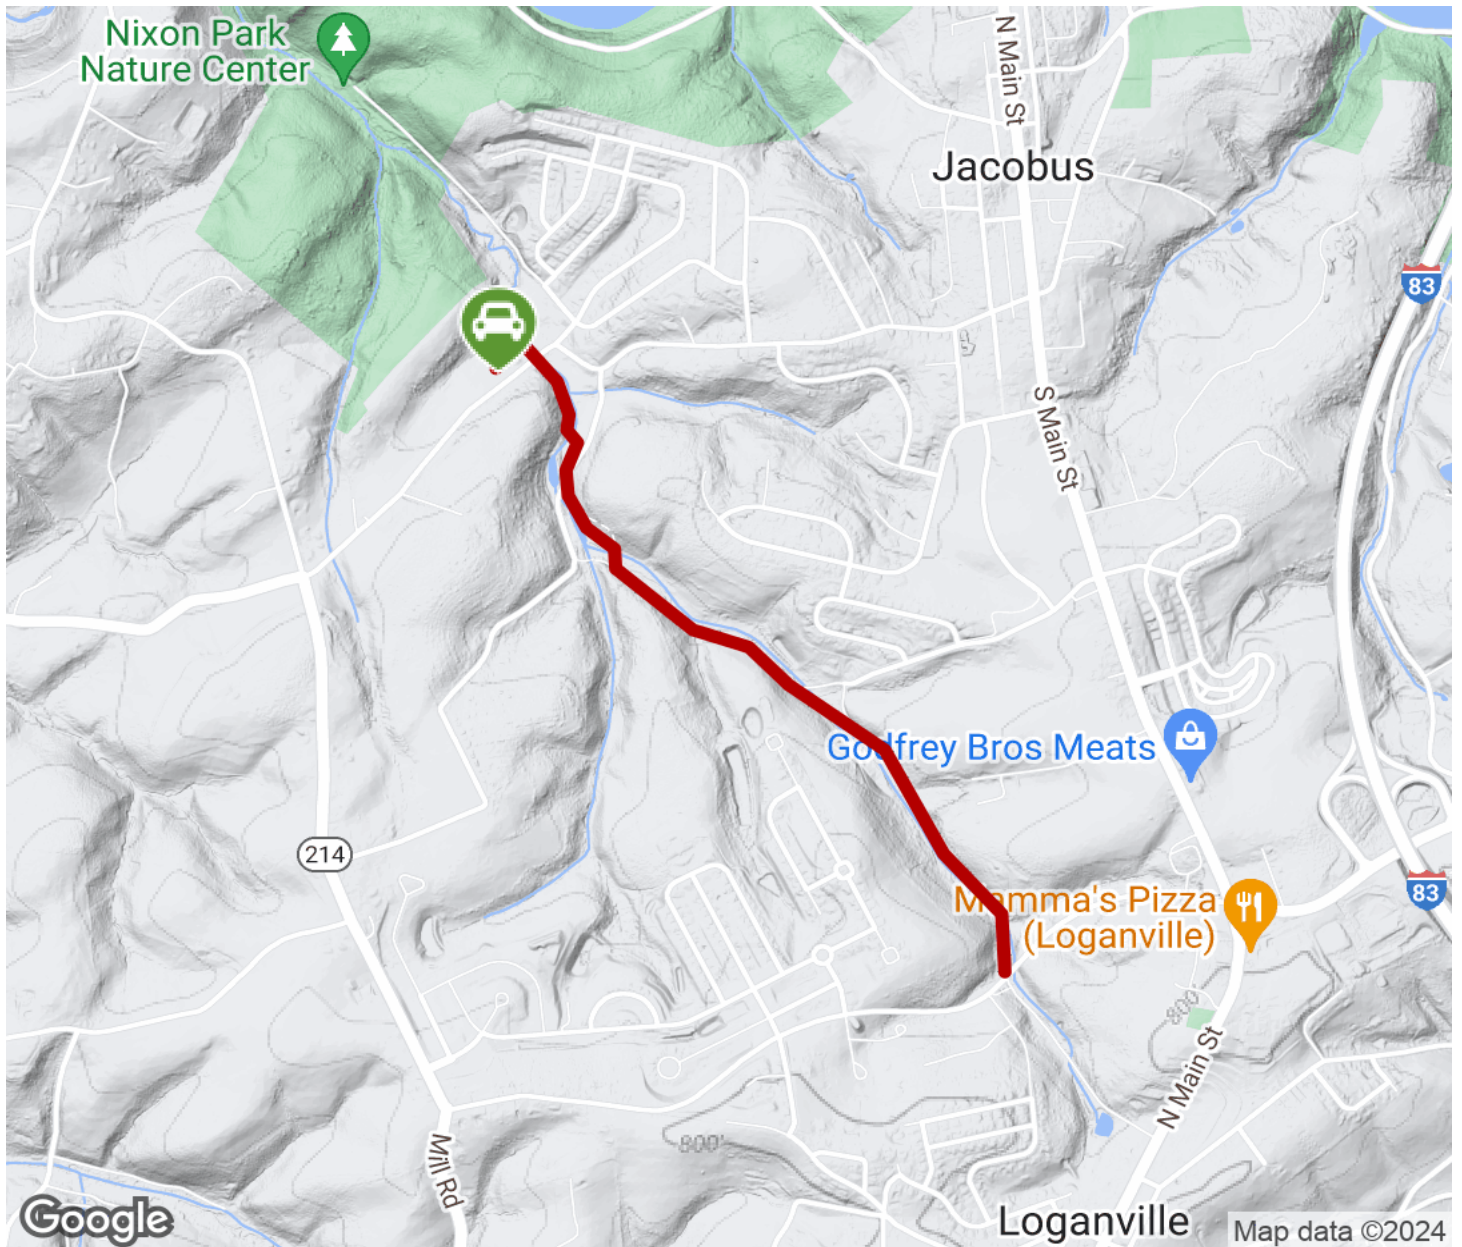 Nixon Park
Nature Center
N Main St
Jacobus
83
S Main St
Godfrey Bros Meats
214
83
Mamma's Pizza
(Loganville)
800'
N Main St
800'
Mill Rd
Google
Loganville
Map data ©2024